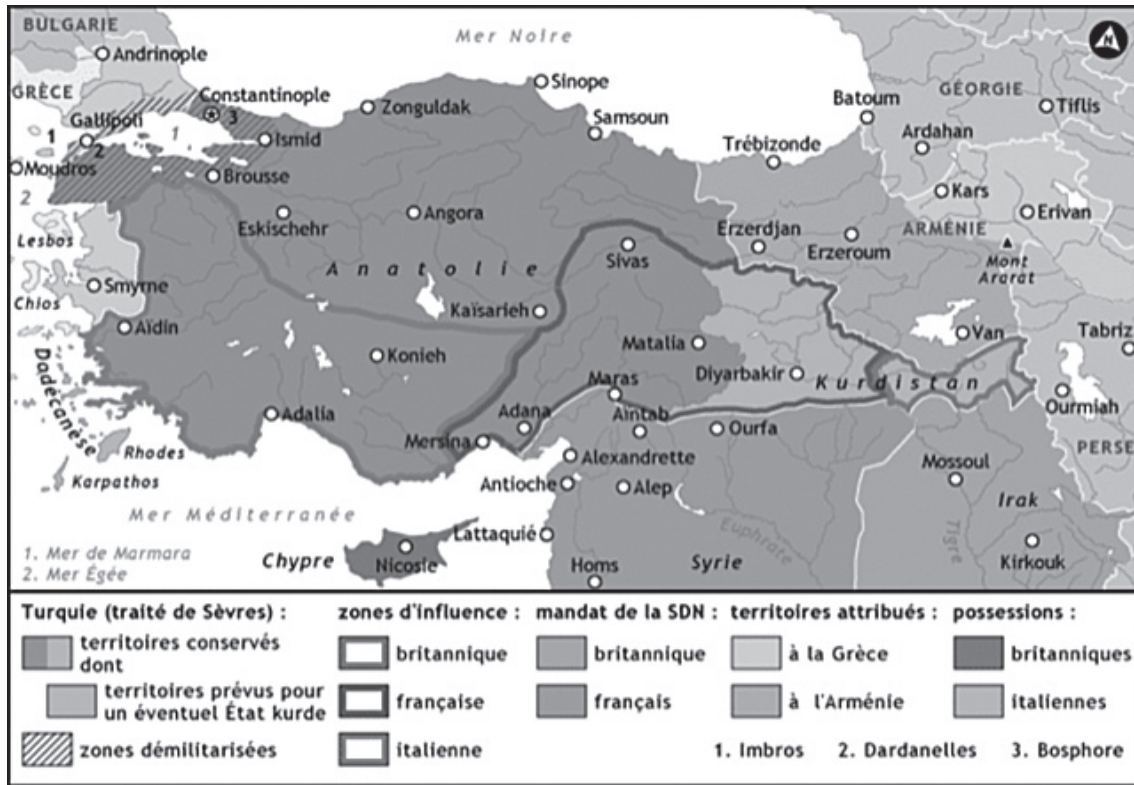 BULGARIE
Mer Noire
N
Andrinople
Sinope
GÉORGIE
GRÈCE
Constantinople
Zonguldak
Batoum
Tiflis
Gallipoli
3
Samsoun
Ardahan
1
1
2
Ismid
Trébizonde
Moudros
Brousse
Kars
2
Eskischehr
Angora
Erivan
Lesbos
Erzerdjan
Erzeroum
ARMÉNIE
Anatolie
Sivas
Mont
Ararat
Smyrne
Chios
Kaïsarieh
Aïdin
Van
Tabriz
Matalia
Konieh
Diyarbakir
Kurdistan
Dodécanèse
Maras
Ourmiah
Adalia
Adana
Aïntab
Ourfa
Mersina
PERSE
Rhodes
Alexandrette
Mossoul
Karpathos
Antioche
Alep
Irak
Mer Méditerranée
Euphrate
Tigre
Lattaquié
Kirkouk
1. Mer de Marmara
2. Mer Égée
Chypre
Nicosie
Homs
Syrie
Turquie (traité de Sèvres) :
territoires conservés
dont
territoires prévus pour
un éventuel État kurde
zones démilitarisées
zones d'influence :
britannique
française
italienne
mandat de la SDN :
britannique
français
territoires attribués :
à la Grèce
à l'Arménie
possessions :
britanniques
italiennes
1. Imbros 2. Dardanelles 3. Bosphore